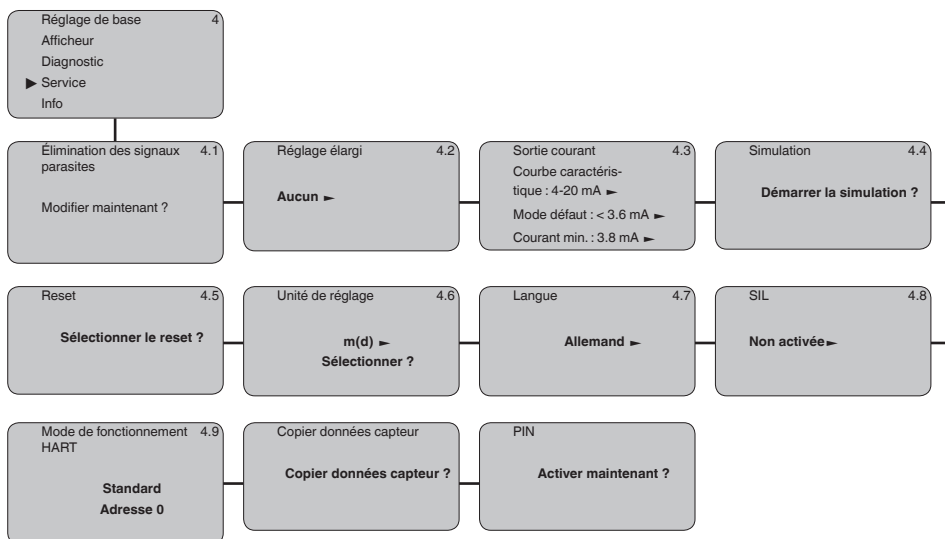 Réglage de base 4
Afficheur
Diagnostic
▶ Service
Info
Élimination des signaux 4.1
parasites
Modifier maintenant ?
Réglage élargi 4.2
Aucun ►
Sortie courant 4.3
Courbe caractéris-
tique : 4-20 mA ►
Mode défaut : < 3.6 mA ►
Courant min. : 3.8 mA ►
Simulation 4.4
Démarrer la simulation ?
Reset 4.5
Sélectionner le reset ?
Unité de réglage 4.6
m(d) ►
Sélectionner ?
Langue 4.7
Allemand ►
SIL 4.8
Non activée ►
Mode de fonctionnement 4.9
HART
Standard
Adresse 0
Copier données capteur
Copier données capteur ?
PIN
Activer maintenant ?